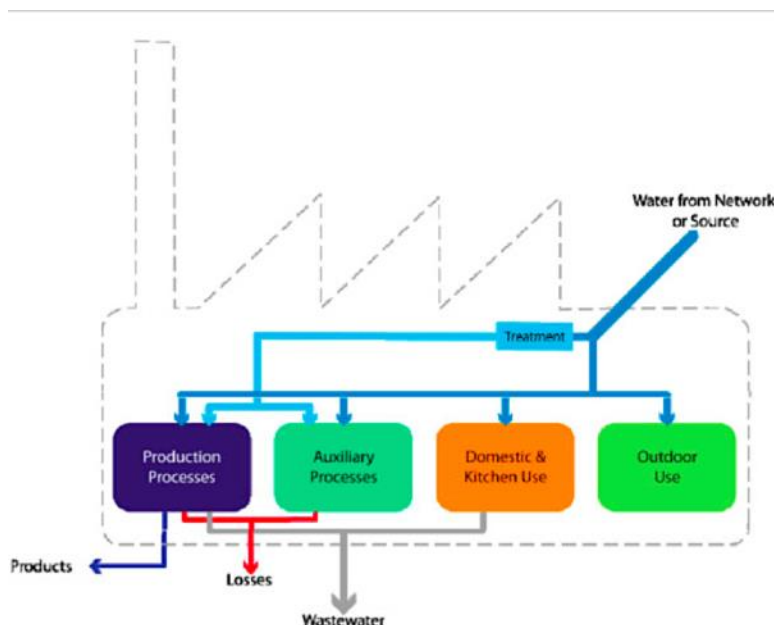 Water from Network
or Source
Treatment
Production
Processes
Auxiliary
Processes
Domestic &
Kitchen Use
Outdoor
Use
Products
Losses
Wastewater